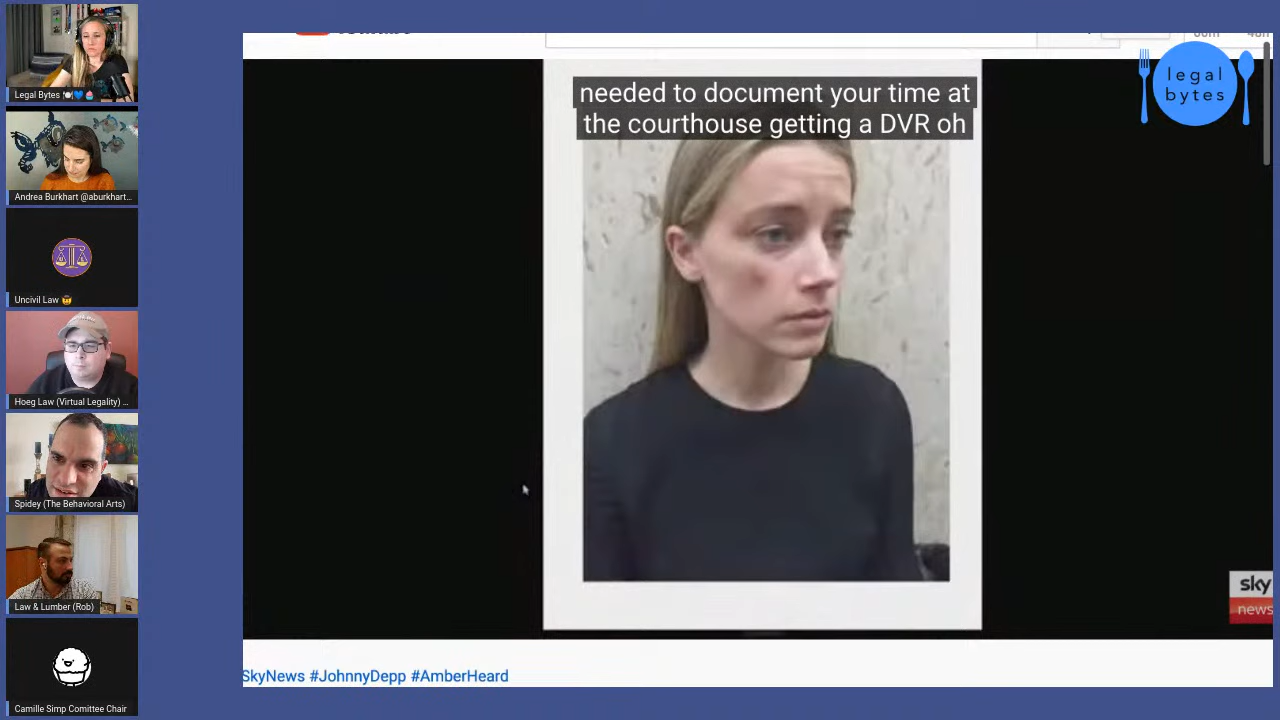 Legal Bytes
Andrea Burkhart @aburkhart...
Uncivil Law
Hoeg Law (Virtual Legality) ...
Spidey (The Behavioral Arts)
Law & Lumber (Rob)
Camille Simp Comittee Chair
needed to document your time at
the courthouse getting a DVR oh
legal
bytes
sky
news
SkyNews #JohnnyDepp #AmberHeard